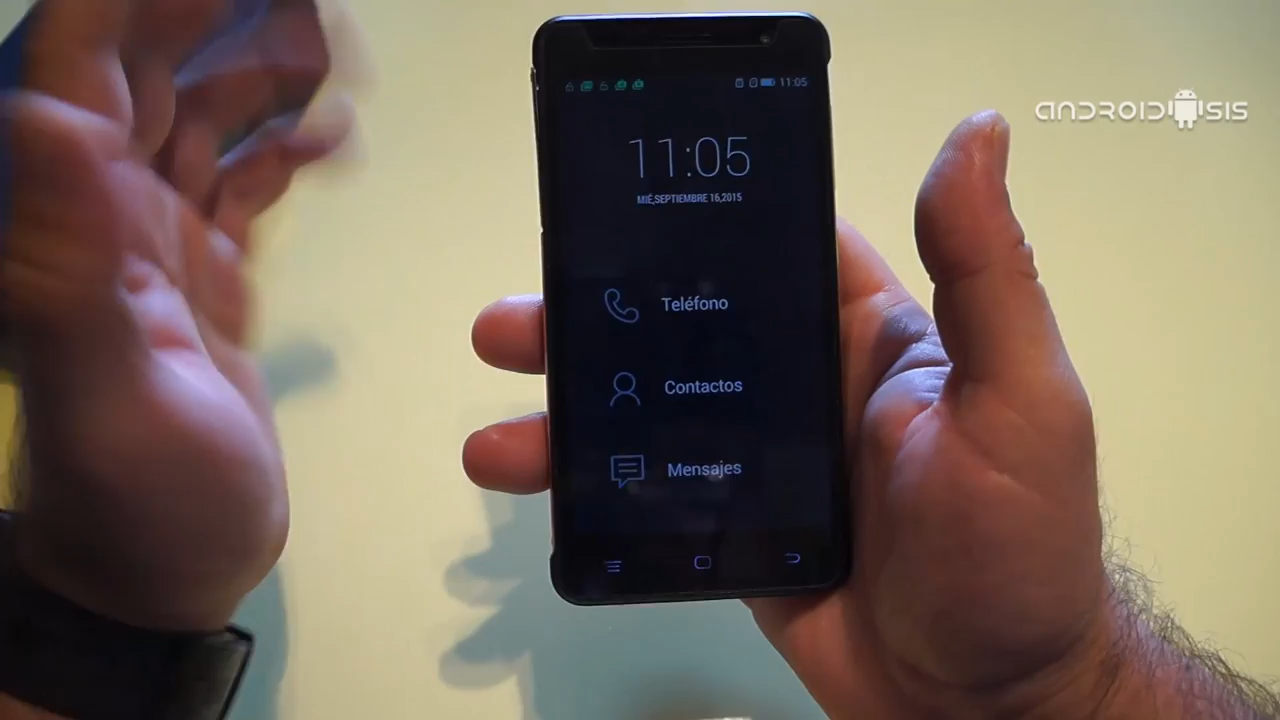 11:05
ANDROIDSIS
11:05
MIÉ,SEPTIEMBRE 16,2015
Teléfono
Contactos
Mensajes